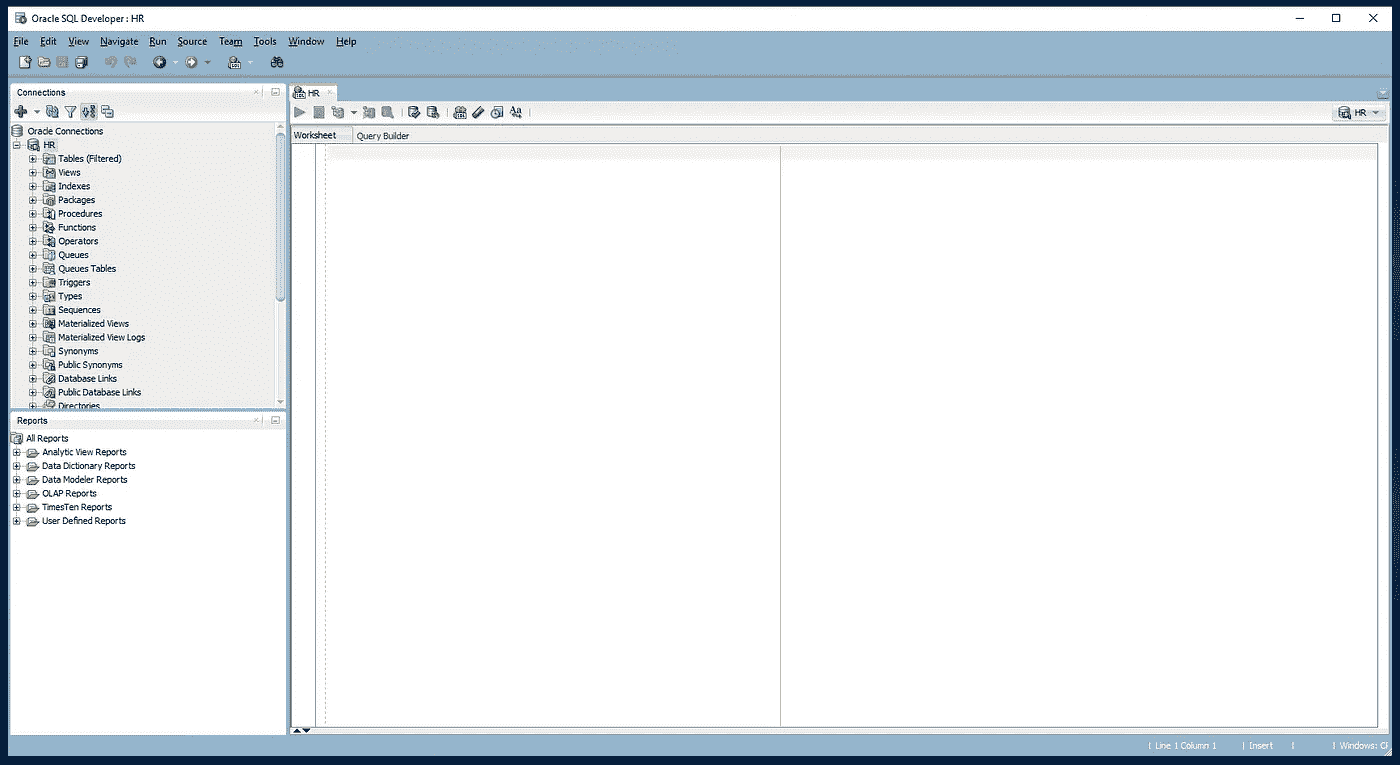 Oracle SQL Developer : HR
File Edit View Navigate Run Source Team Tools Window Help
Connections
Oracle Connections
HR
Tables (Filtered)
Views
Indexes
Packages
Procedures
Functions
Operators
Queues
Queues Tables
Triggers
Types
Sequences
Materialized Views
Materialized View Logs
Synonyms
Public Synonyms
Database Links
Public Database Links
Directories
Reports
All Reports
Analytic View Reports
Data Dictionary Reports
Data Modeler Reports
OLAP Reports
TimesTen Reports
User Defined Reports
HR
HR
Worksheet Query Builder
Line 1 Column 1 Insert Windows: C